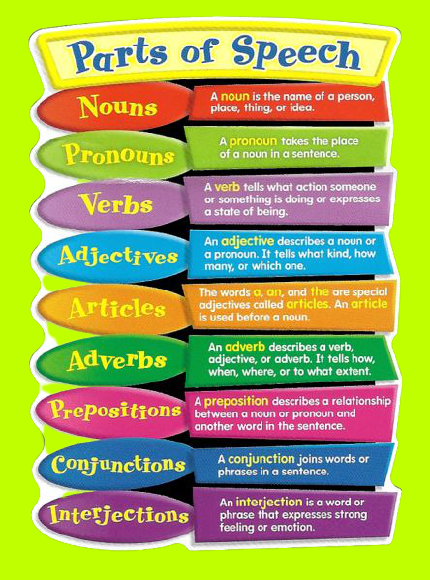 Parts of Speech
Nouns
A noun is the name of a person,
place, thing, or idea.
Pronouns
A pronoun takes the place
of a noun in a sentence.
Verbs
A verb tells what action someone
or something is doing or expresses
a state of being.
Adjectives
An adjective describes a noun or
a pronoun. It tells what kind, how
many, or which one.
Articles
The words a, an, and the are special
adjectives called articles. An article
is used before a noun.
Adverbs
An adverb describes a verb,
adjective, or adverb. It tells how,
when, where, or to what extent.
Prepositions
A preposition describes a relationship
between a noun or pronoun and
another word in the sentence.
Conjunctions
A conjunction joins words or
phrases in a sentence.
Interjections
An interjection is a word or
phrase that expresses strong
feeling or emotion.